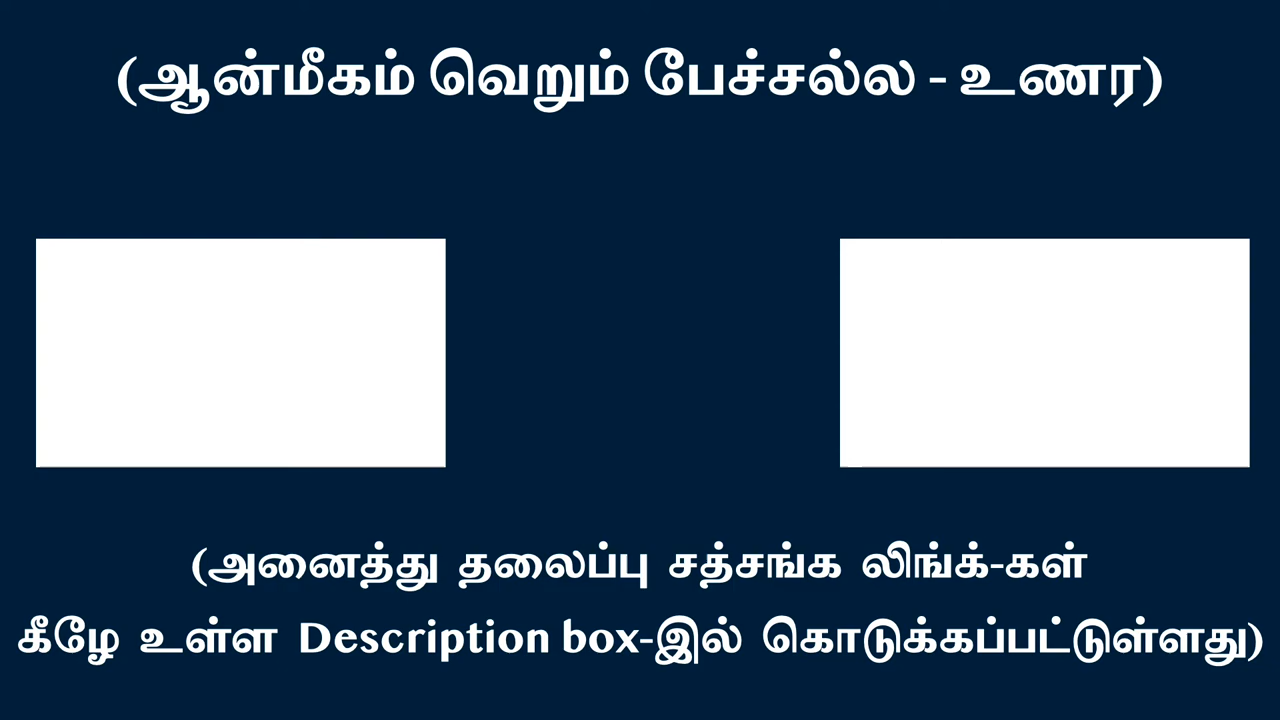 (ஆன்மீகம் வெறும் பேச்சல்ல - உணர)
(அனைத்து தலைப்பு சத்சங்க லிங்க்-கள்
கீழே உள்ள Description box-இல் கொடுக்கப்பட்டுள்ளது)